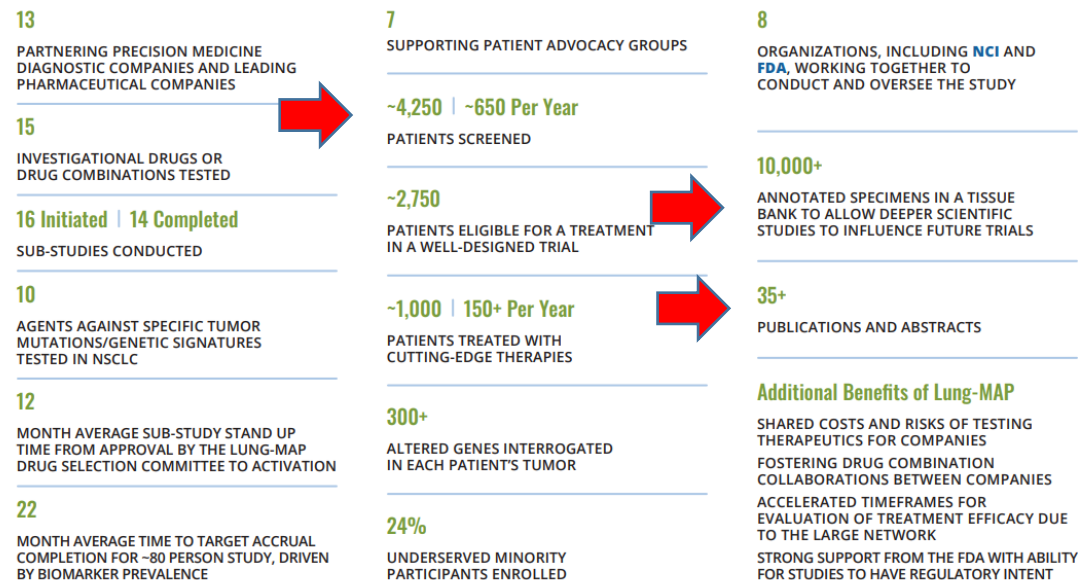 13
PARTNERING PRECISION MEDICINE
DIAGNOSTIC COMPANIES AND LEADING
PHARMACEUTICAL COMPANIES
15
INVESTIGATIONAL DRUGS OR
DRUG COMBINATIONS TESTED
16 Initiated | 14 Completed
SUB-STUDIES CONDUCTED
10
AGENTS AGAINST SPECIFIC TUMOR
MUTATIONS/GENETIC SIGNATURES
TESTED IN NSCLC
12
MONTH AVERAGE SUB-STUDY STAND UP
TIME FROM APPROVAL BY THE LUNG-MAP
DRUG SELECTION COMMITTEE TO ACTIVATION
22
MONTH AVERAGE TIME TO TARGET ACCRUAL
COMPLETION FOR ~80 PERSON STUDY, DRIVEN
BY BIOMARKER PREVALENCE
7
SUPPORTING PATIENT ADVOCACY GROUPS
~4,250 | ~650 Per Year
PATIENTS SCREENED
~2,750
PATIENTS ELIGIBLE FOR A TREATMENT
IN A WELL-DESIGNED TRIAL
~1,000 | 150+ Per Year
PATIENTS TREATED WITH
CUTTING-EDGE THERAPIES
300+
ALTERED GENES INTERROGATED
IN EACH PATIENT'S TUMOR
24%
UNDERSERVED MINORITY
PARTICIPANTS ENROLLED
8
ORGANIZATIONS, INCLUDING NCI AND
FDA, WORKING TOGETHER TO
CONDUCT AND OVERSEE THE STUDY
10,000+
ANNOTATED SPECIMENS IN A TISSUE
BANK TO ALLOW DEEPER SCIENTIFIC
STUDIES TO INFLUENCE FUTURE TRIALS
35+
PUBLICATIONS AND ABSTRACTS
Additional Benefits of Lung-MAP
SHARED COSTS AND RISKS OF TESTING
THERAPEUTICS FOR COMPANIES
FOSTERING DRUG COMBINATION
COLLABORATIONS BETWEEN COMPANIES
ACCELERATED TIMEFRAMES FOR
EVALUATION OF TREATMENT EFFICACY DUE
TO THE LARGE NETWORK
STRONG SUPPORT FROM THE FDA WITH ABILITY
FOR STUDIES TO HAVE REGULATORY INTENT